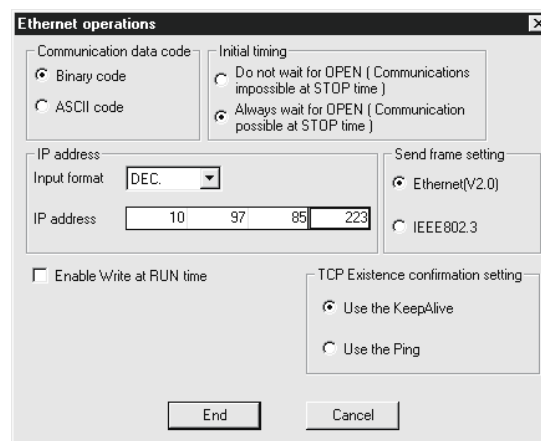 Ethernet operations
Communication data code
Binary code
ASCII code
Initial timing
Do not wait for OPEN ( Communications
impossible at STOP time )
Always wait for OPEN ( Communication
possible at STOP time )
IP address
Input format DEC.
IP address 10 97 85 223
Send frame setting
Ethernet(V2.0)
IEEE802.3
Enable Write at RUN time
TCP Existence confirmation setting
Use the KeepAlive
Use the Ping
End Cancel